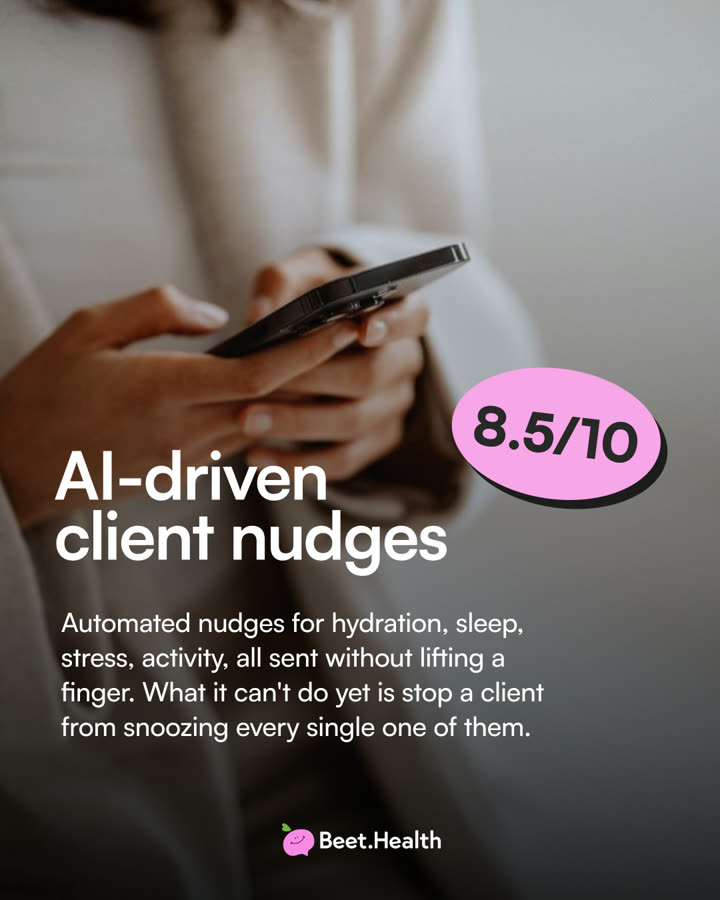 8.5/10
AI-driven
client nudges
Automated nudges for hydration, sleep,
stress, activity, all sent without lifting a
finger. What it can't do yet is stop a client
from snoozing every single one of them.
Beet.Health